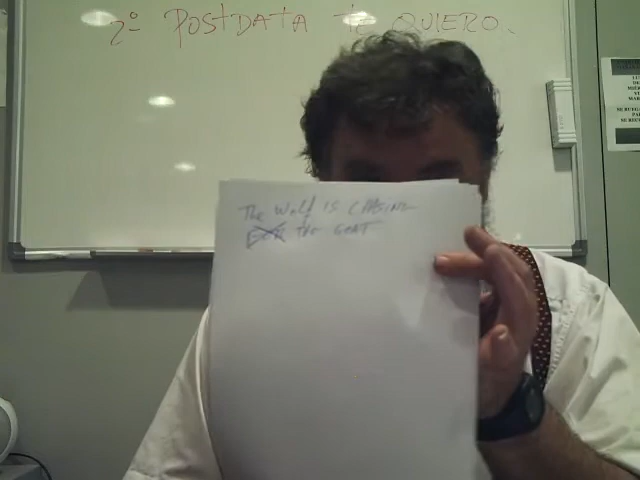 2º POSTDATA te QUIERO.
The Wolf IS CHASING
the GOAT